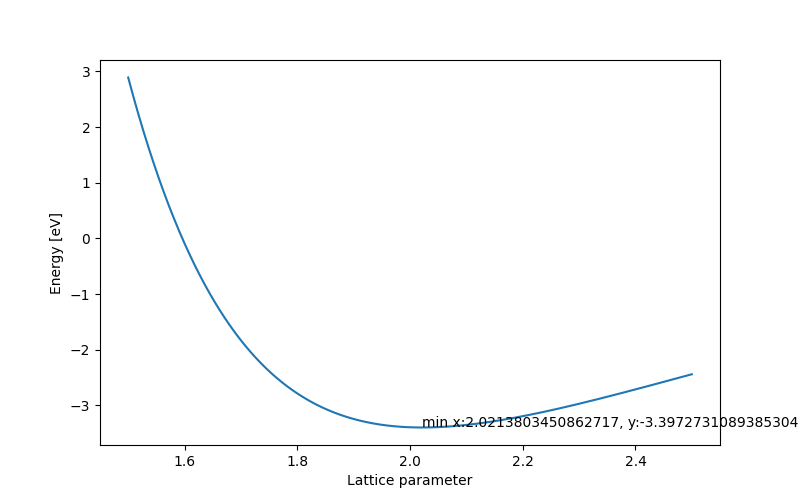 3
2
1
0
−1
−2
−3
Energy [eV]
min x:2.0213803450862717, y:-3.3972731089385304
1.6 1.8 2.0 2.2 2.4
Lattice parameter